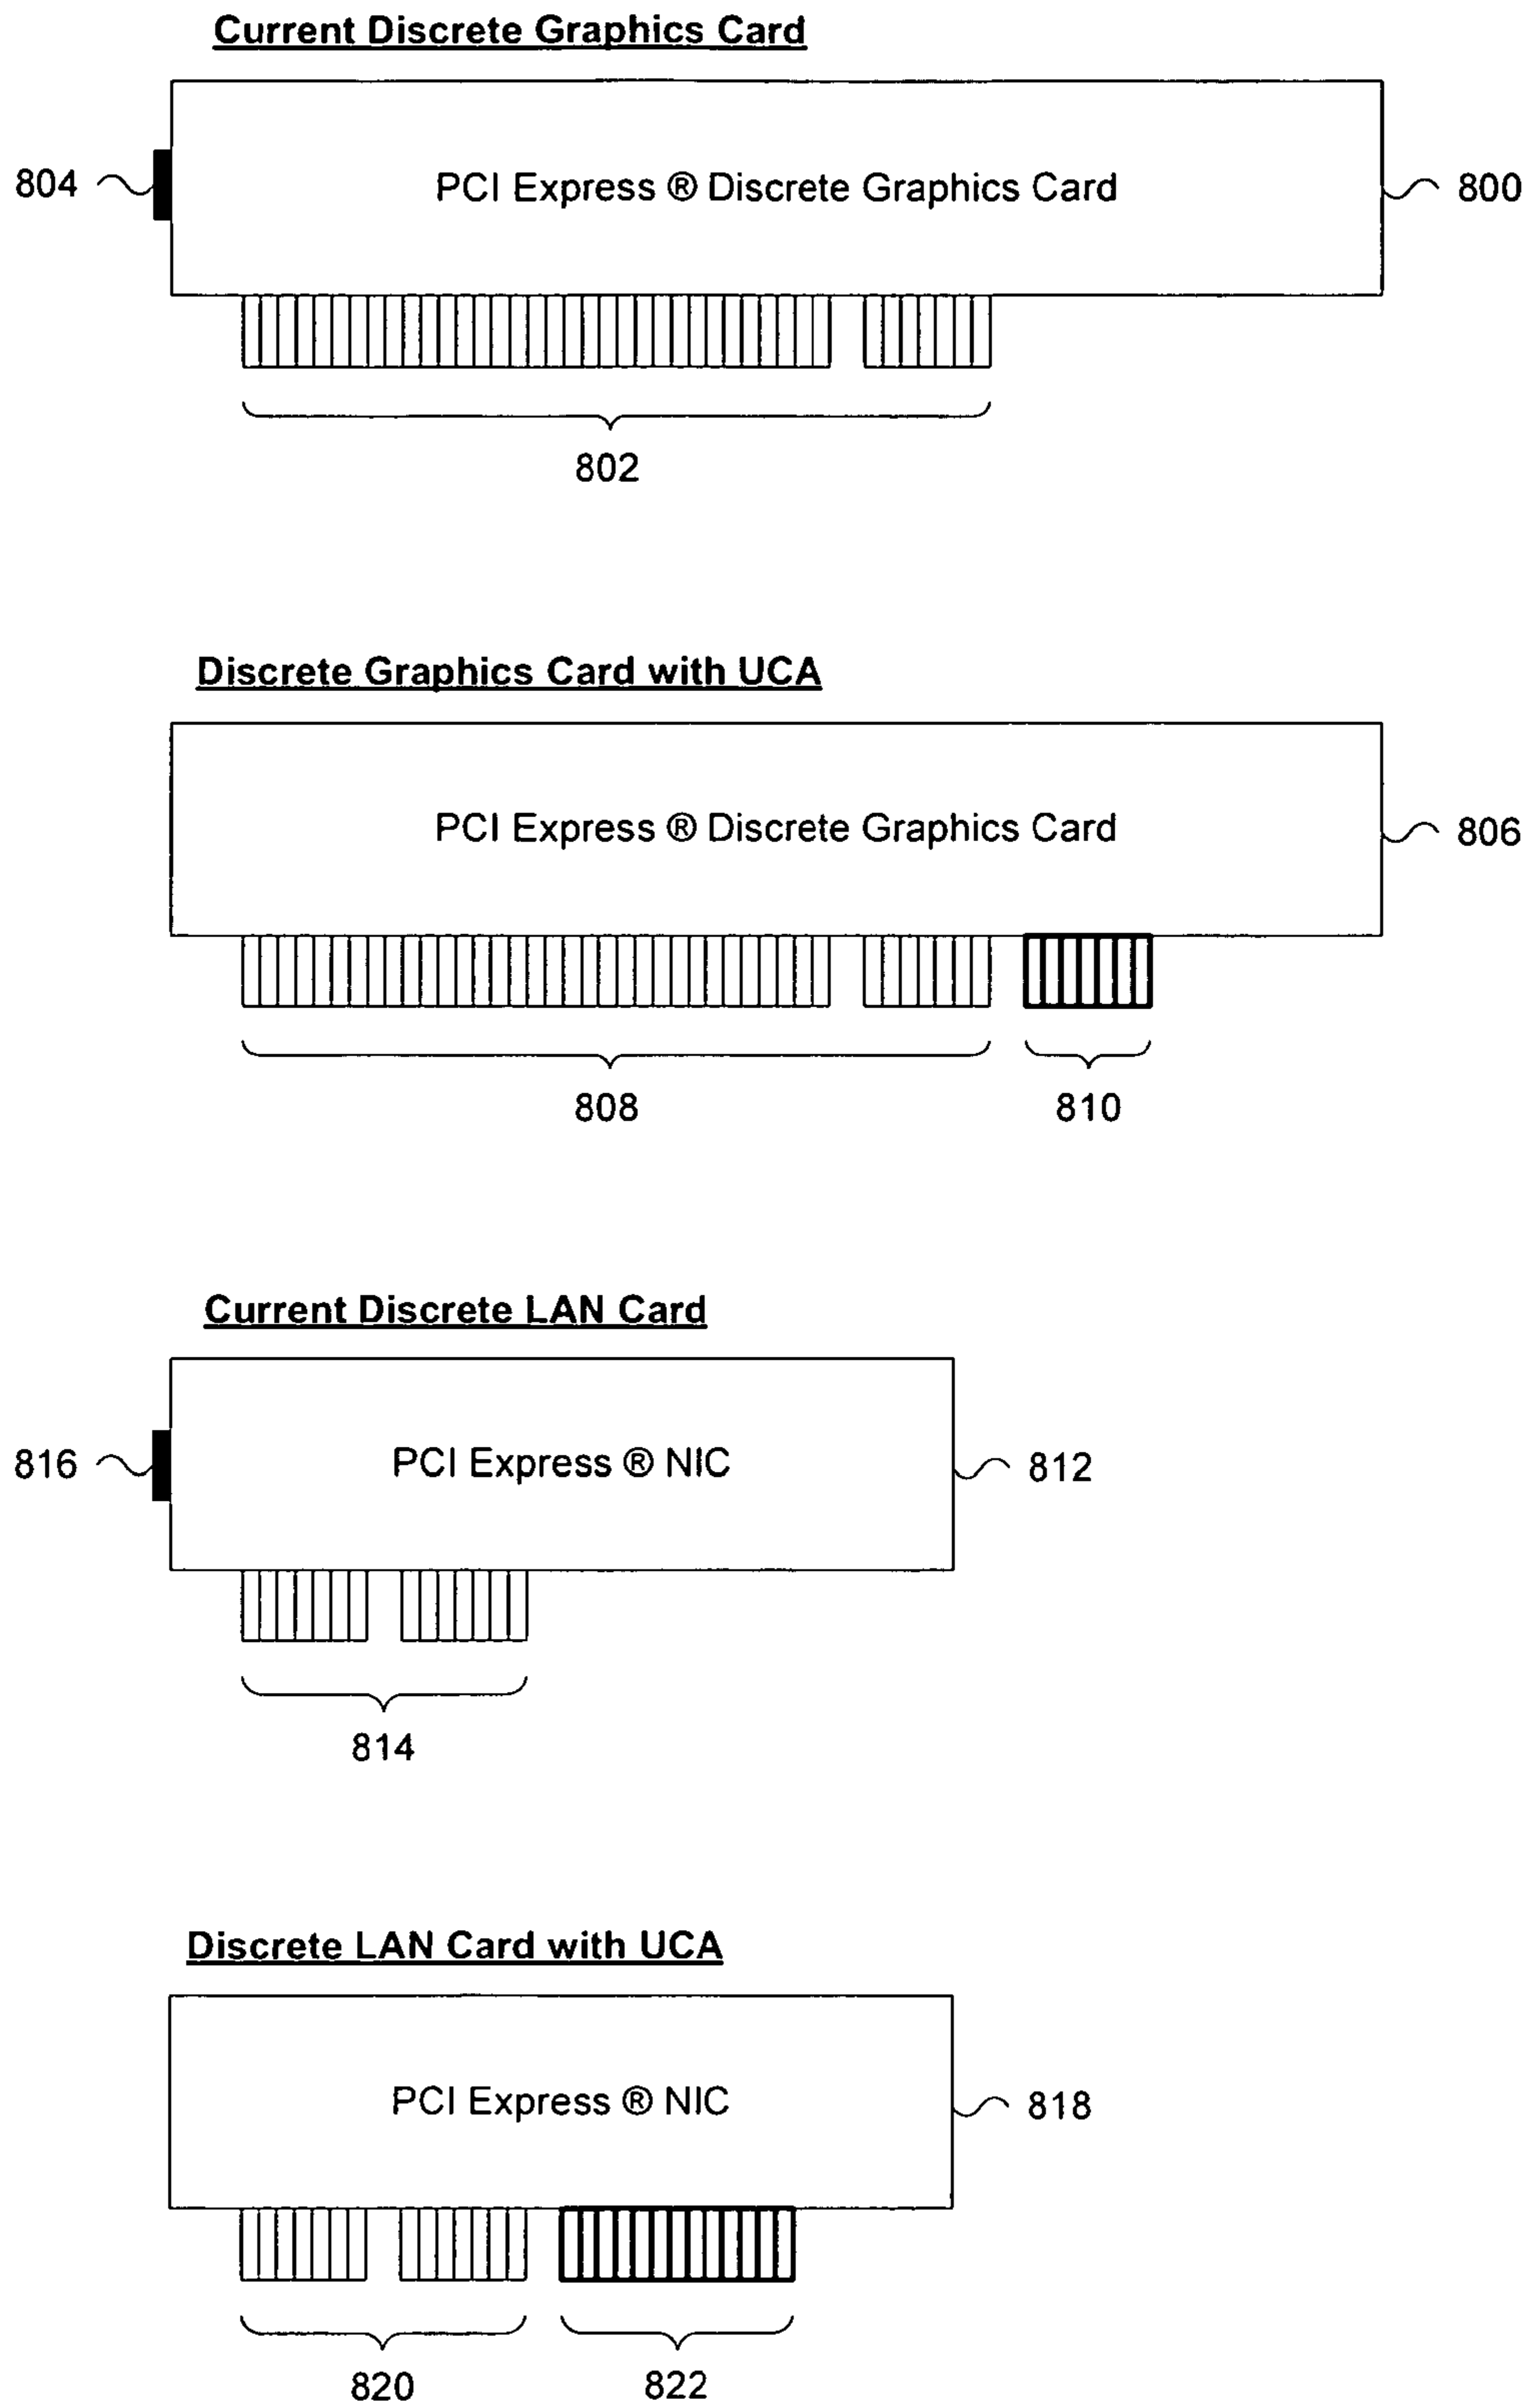 Current Discrete Graphics Card
804
PCI Express ® Discrete Graphics Card
800
802
Discrete Graphics Card with UCA
PCI Express ® Discrete Graphics Card
806
808
810
Current Discrete LAN Card
816
PCI Express ® NIC
812
814
Discrete LAN Card with UCA
PCI Express ® NIC
818
820
822